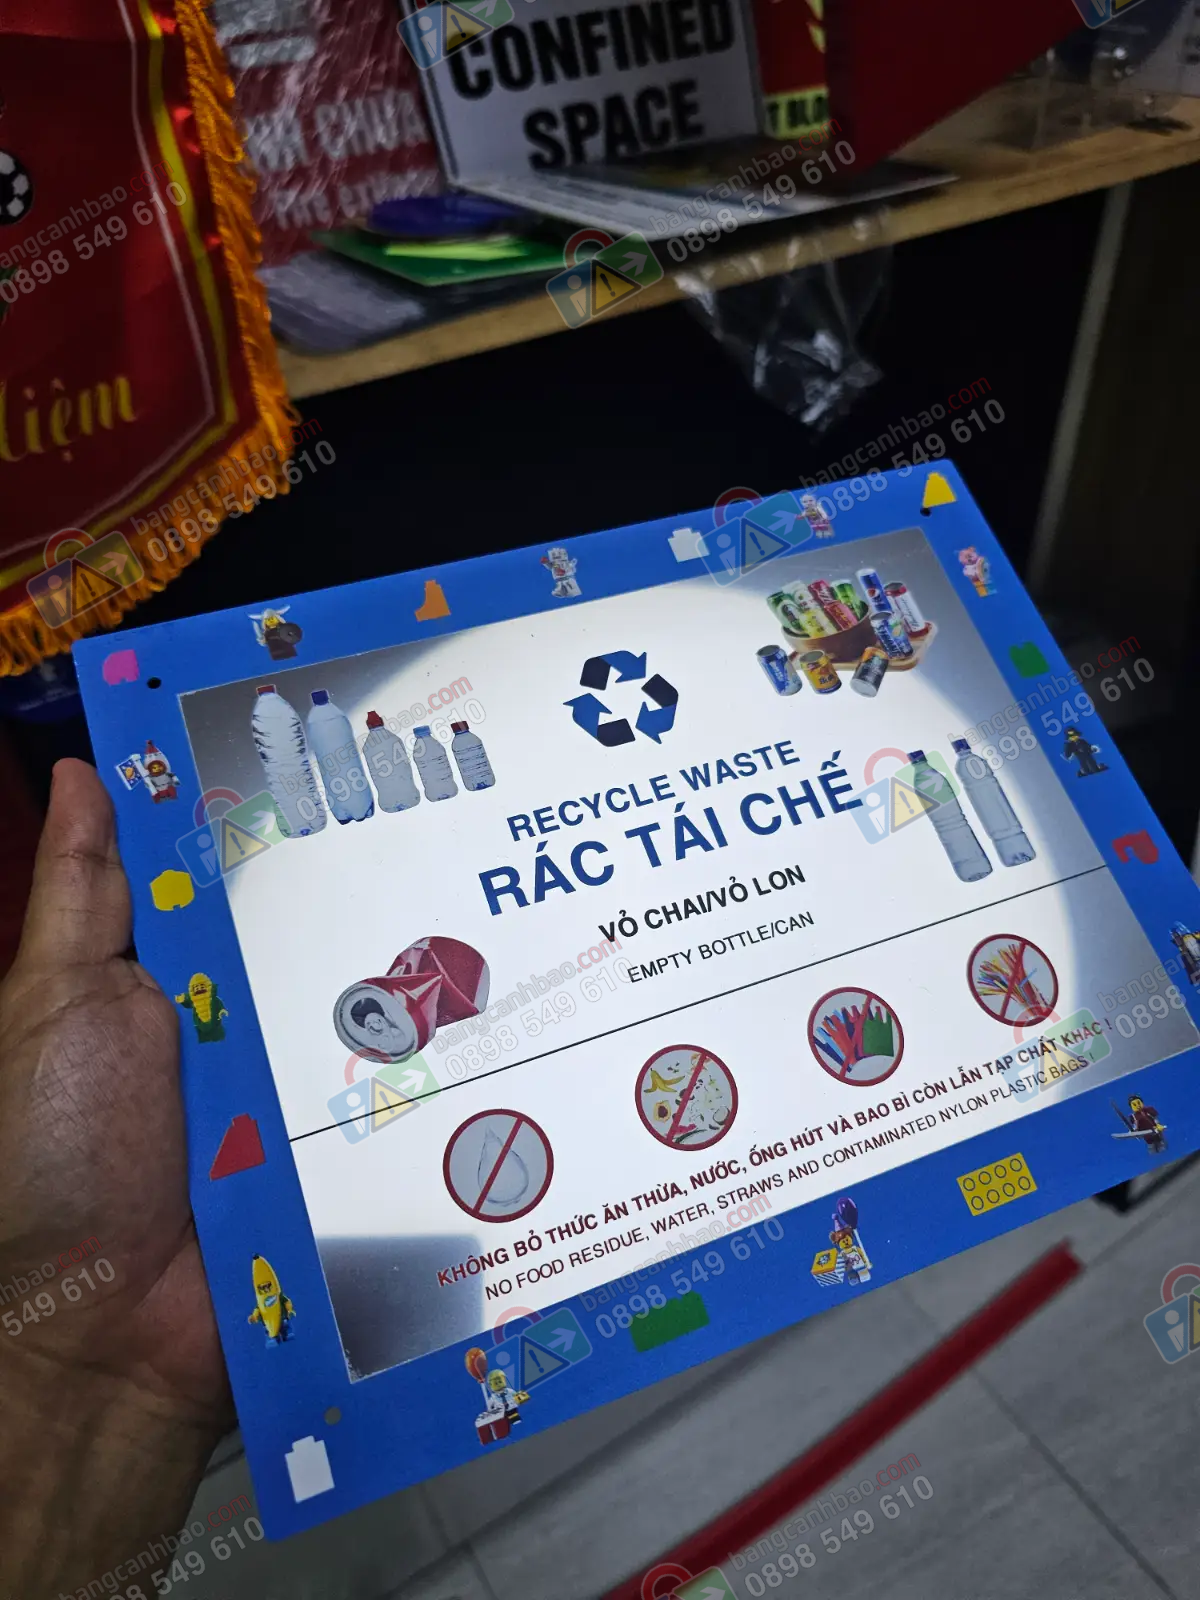 CONFINED
SPACE
bangcanhbao.com
0898 549 610
RECYCLE WASTE
RÁC TÁI CHẾ
VỎ CHAI/VỎ LON
EMPTY BOTTLE/CAN
KHÔNG BỎ THỨC ĂN THỪA, NƯỚC, ỐNG HÚT VÀ BAO BÌ CÒN LẪN TẠP CHẤT KHÁC !
NO FOOD RESIDUE, WATER, STRAWS AND CONTAMINATED NYLON PLASTIC BAGS !